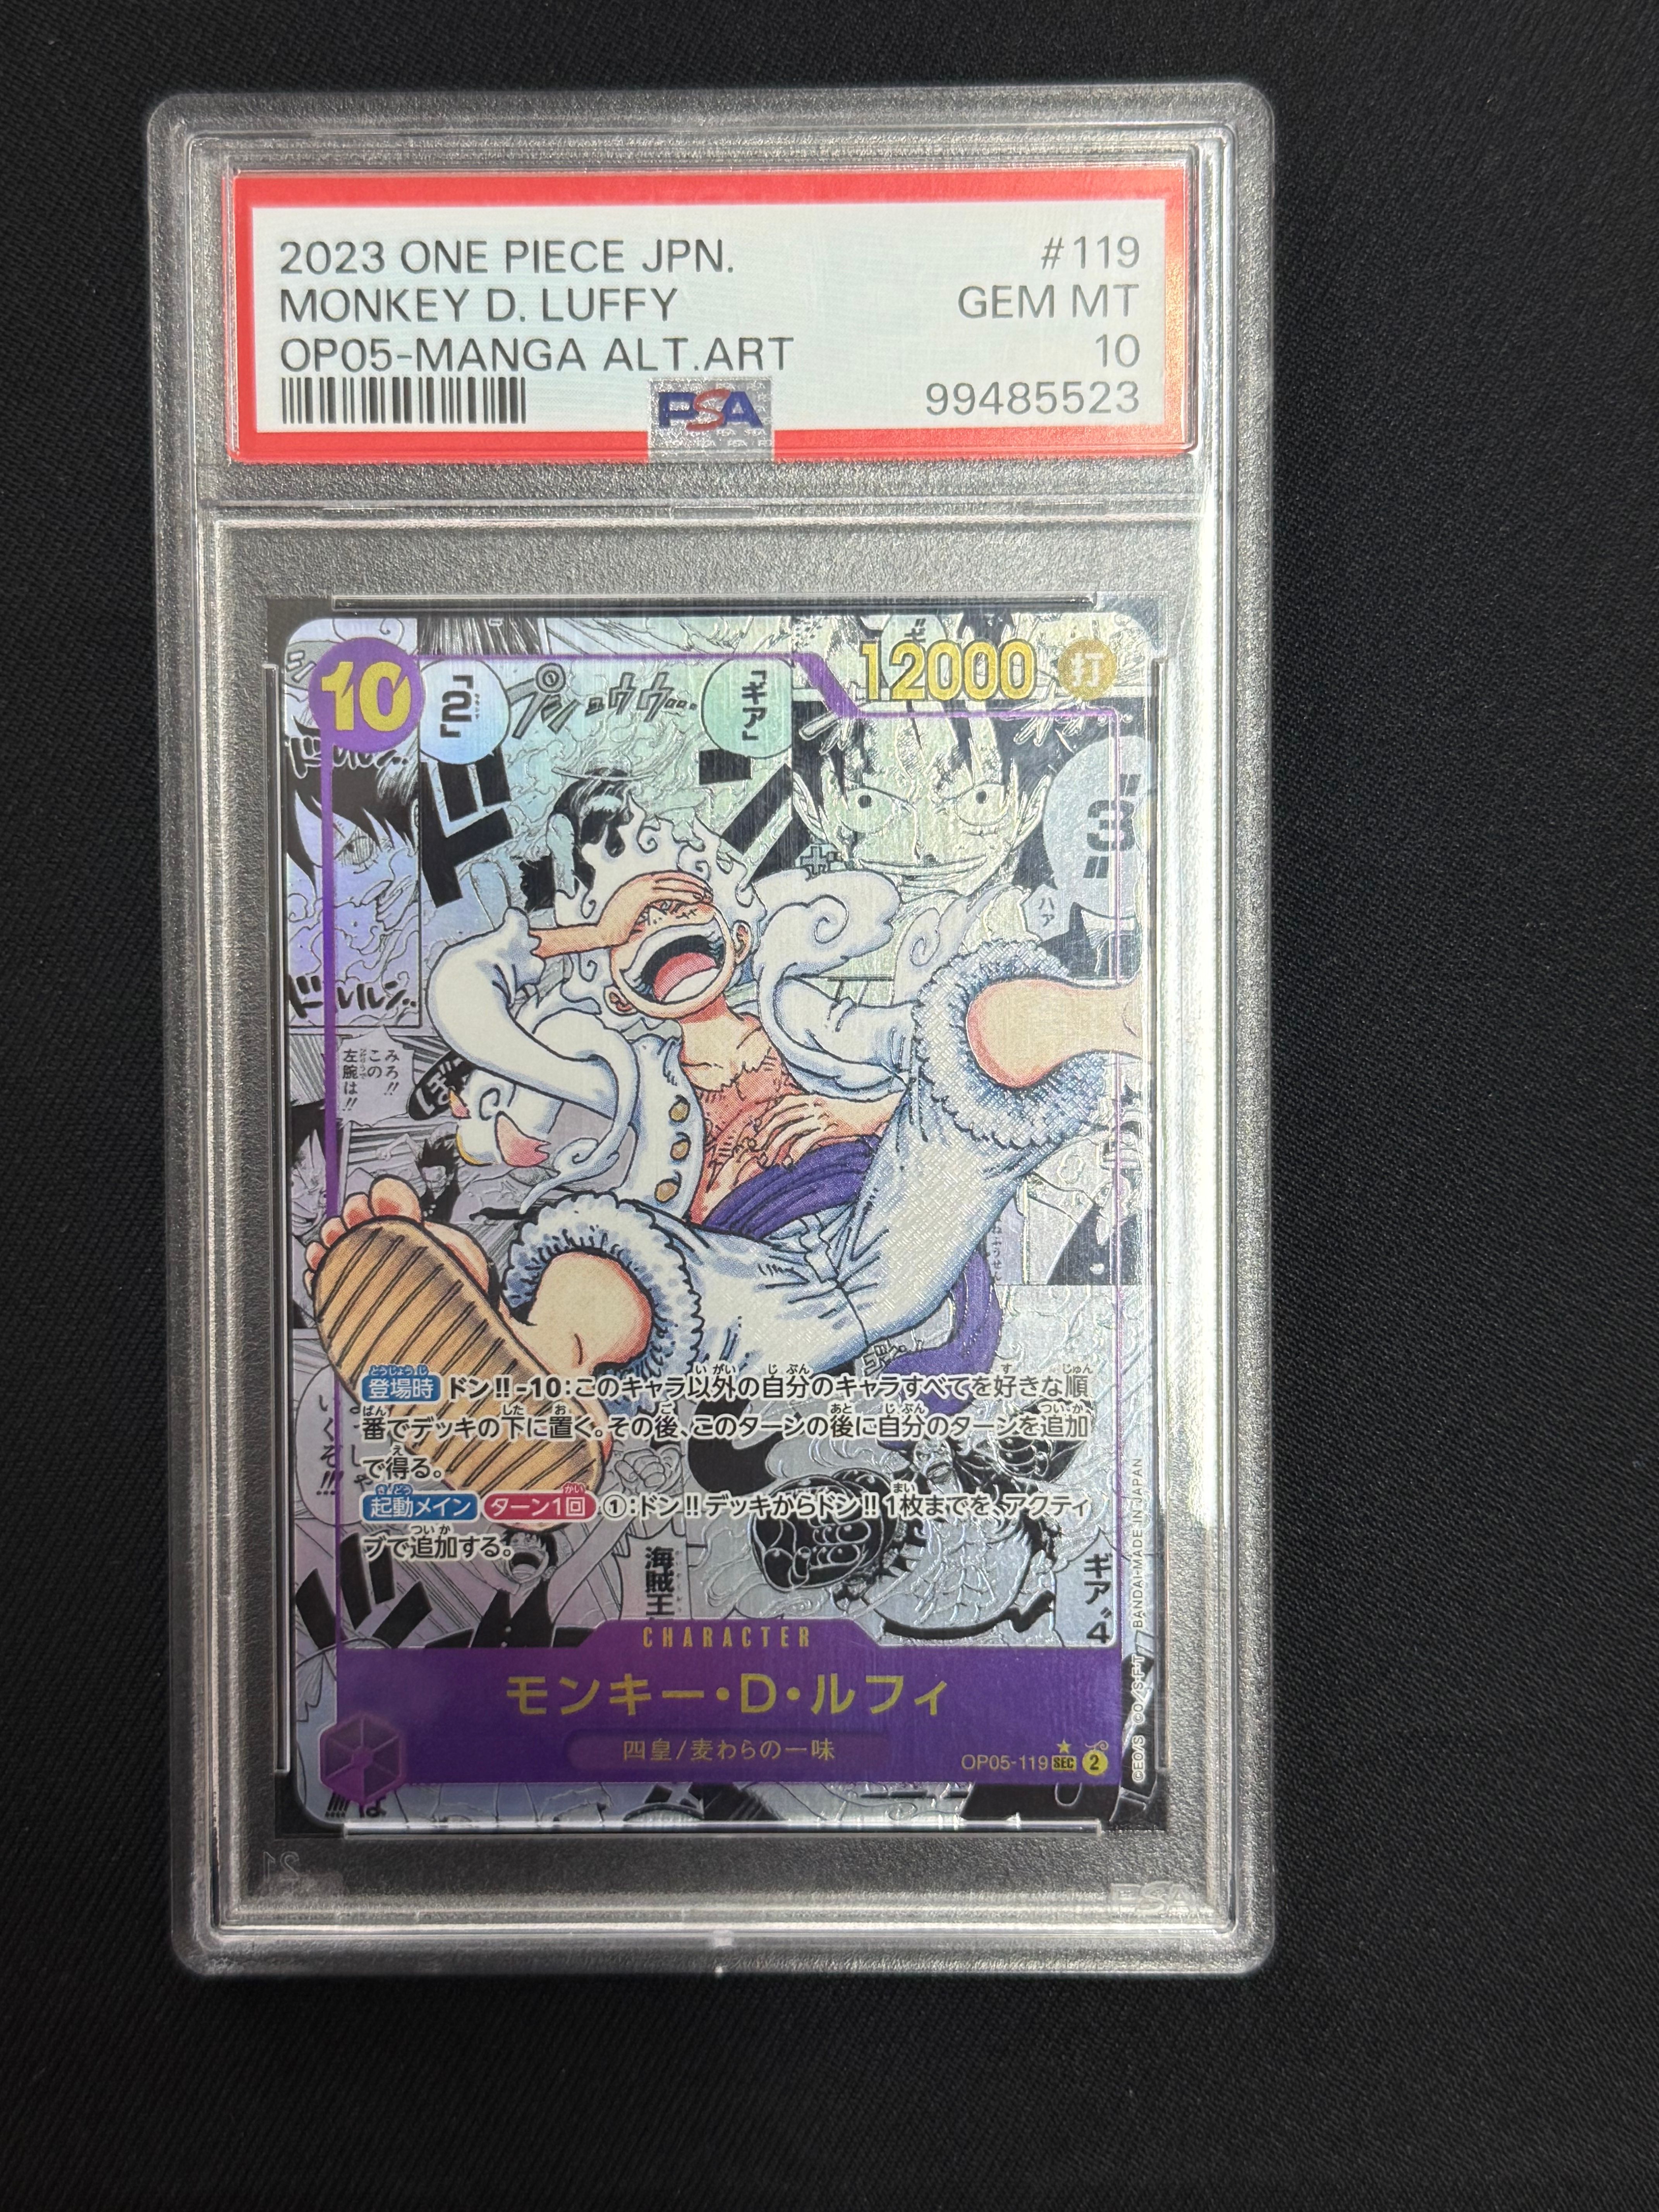 2023 ONE PIECE JPN. #119
MONKEY D. LUFFY GEM MT
OP05-MANGA ALT.ART 10
99485523
PSA
10
「2」
プシュウウ…
「ギア」
12000 打
ドン
"3"
ハァ
ドルルン
みろ!!
この
左腕は!!
登場時 ドン!!-10:このキャラ以外の自分のキャラすべてを好きな順
番でデッキの下に置く。その後、このターンの後に自分のターンを追加
で得る。
起動メイン ターン1回 ①:ドン!!デッキからドン!!1枚までを、アクティ
ブで追加する。
いくぞ!!!
海賊王
ギア"4
CHARACTER
モンキー・D・ルフィ
四皇/麦わらの一味
OP05-119 SEC 2
©EO/S ©O/S･F･T BANDAI･MADE IN JAPAN
PSA